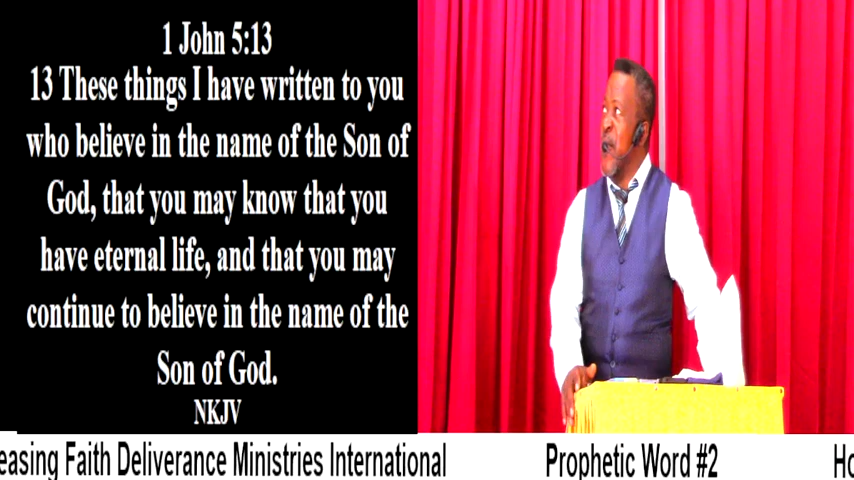 1 John 5:13
13 These things I have written to you
who believe in the name of the Son of
God, that you may know that you
have eternal life, and that you may
continue to believe in the name of the
Son of God.
NKJV
easing Faith Deliverance Ministries International Prophetic Word #2 Ho